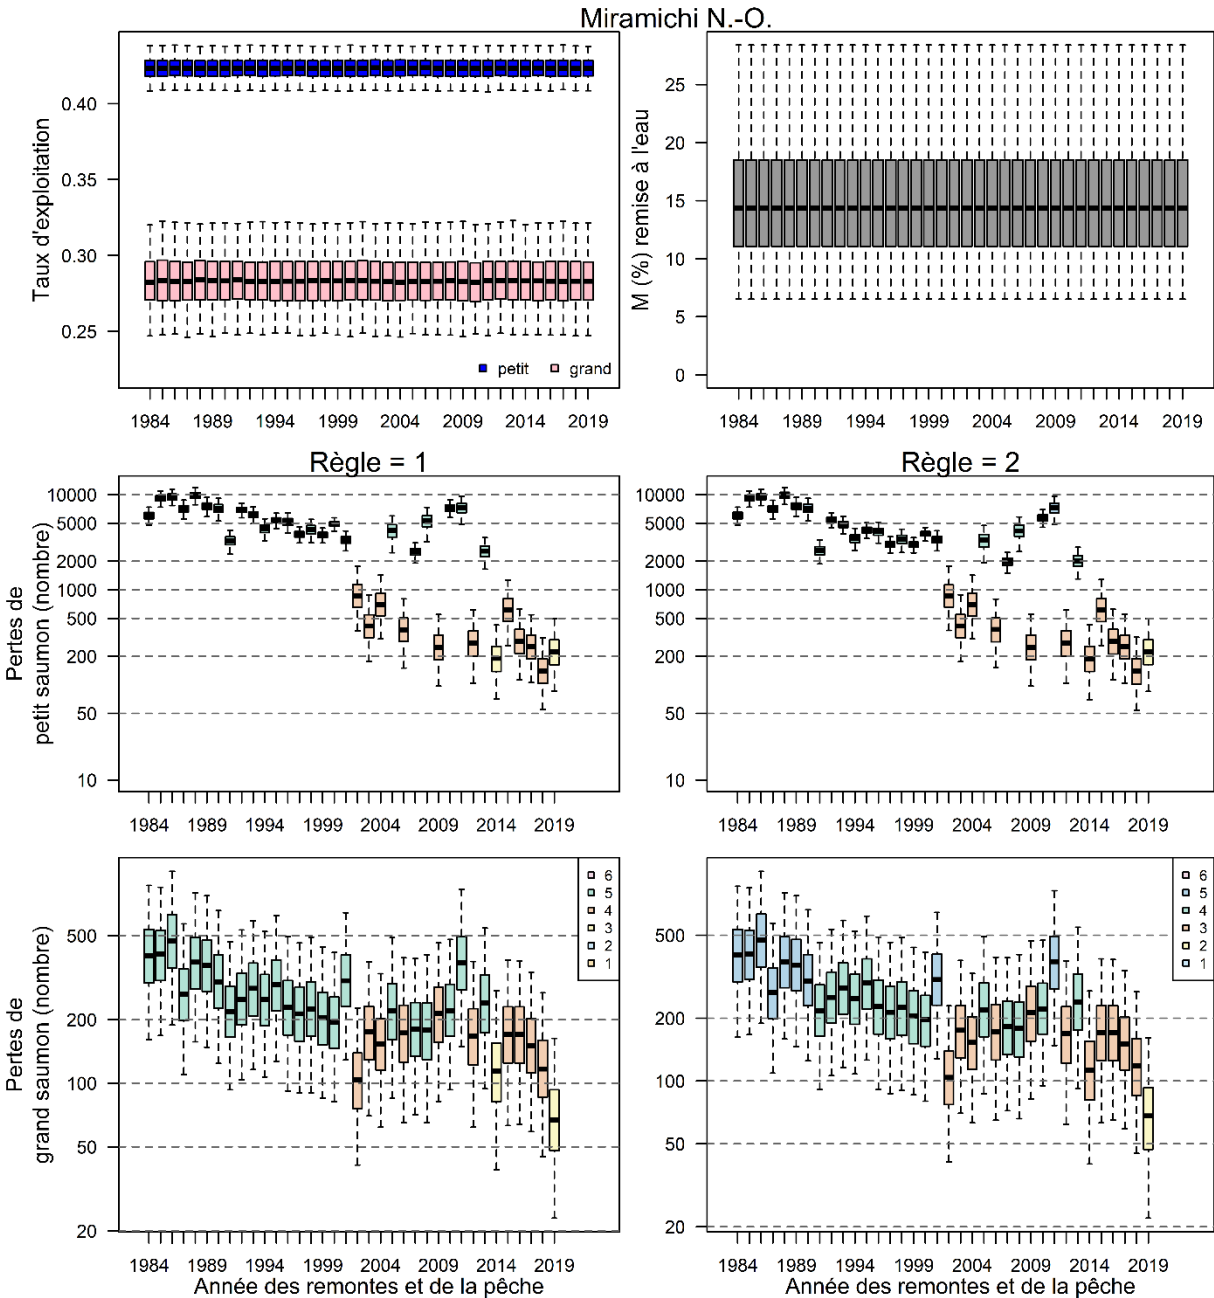 Miramichi N.-O.
Taux d'exploitation
0.40
0.35
0.30
0.25
petit grand
1984 1989 1994 1999 2004 2009 2014 2019
M (%) remise à l'eau
25
20
15
10
5
0
1984 1989 1994 1999 2004 2009 2014 2019
Règle = 1
Pertes de
petit saumon (nombre)
10000
5000
2000
1000
500
200
50
10
1984 1989 1994 1999 2004 2009 2014 2019
Règle = 2
10000
5000
2000
1000
500
200
50
10
1984 1989 1994 1999 2004 2009 2014 2019
Pertes de
grand saumon (nombre)
500
200
100
50
20
6
5
4
3
2
1
1984 1989 1994 1999 2004 2009 2014 2019
Année des remontes et de la pêche
500
200
100
50
20
6
5
4
3
2
1
1984 1989 1994 1999 2004 2009 2014 2019
Année des remontes et de la pêche